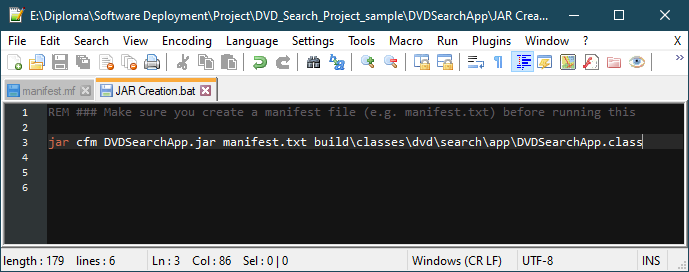 E:\Diploma\Software Deployment\Project\DVD_Search_Project_sample\DVDSearchApp\JAR Crea...
File Edit Search View Encoding Language Settings Tools Macro Run Plugins Window ? X
manifest.mf JAR Creation.bat
1 REM ### Make sure you create a manifest file (e.g. manifest.txt) before running this
2
3 jar cfm DVDSearchApp.jar manifest.txt build\classes\dvd\search\app\DVDSearchApp.class
4
5
6
length : 179 lines : 6 Ln : 3 Col : 86 Sel : 0 | 0 Windows (CR LF) UTF-8 INS